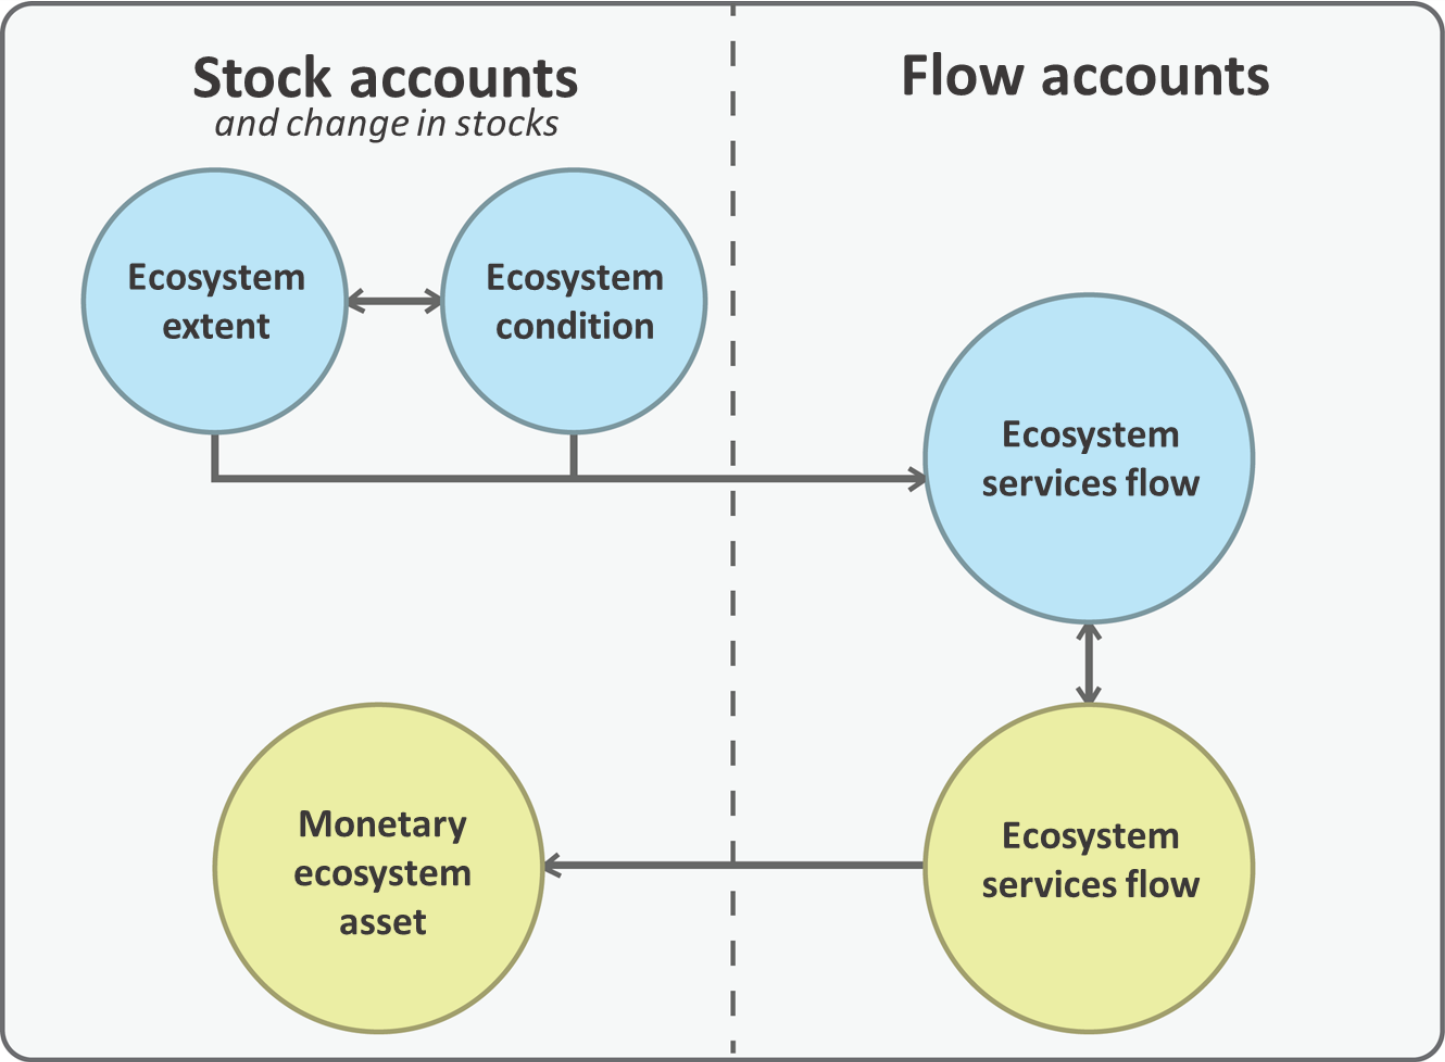 Stock accounts
and change in stocks
Flow accounts
Ecosystem
extent
Ecosystem
condition
Ecosystem
services flow
Monetary
ecosystem
asset
Ecosystem
services flow